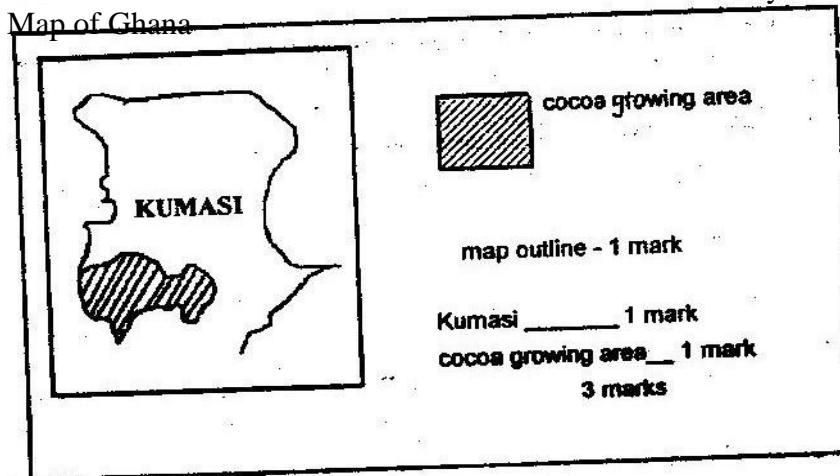 Map of Ghana
cocoa growing area
KUMASI
map outline - 1 mark
Kumasi ________ 1 mark
cocoa growing area__ 1 mark
3 marks